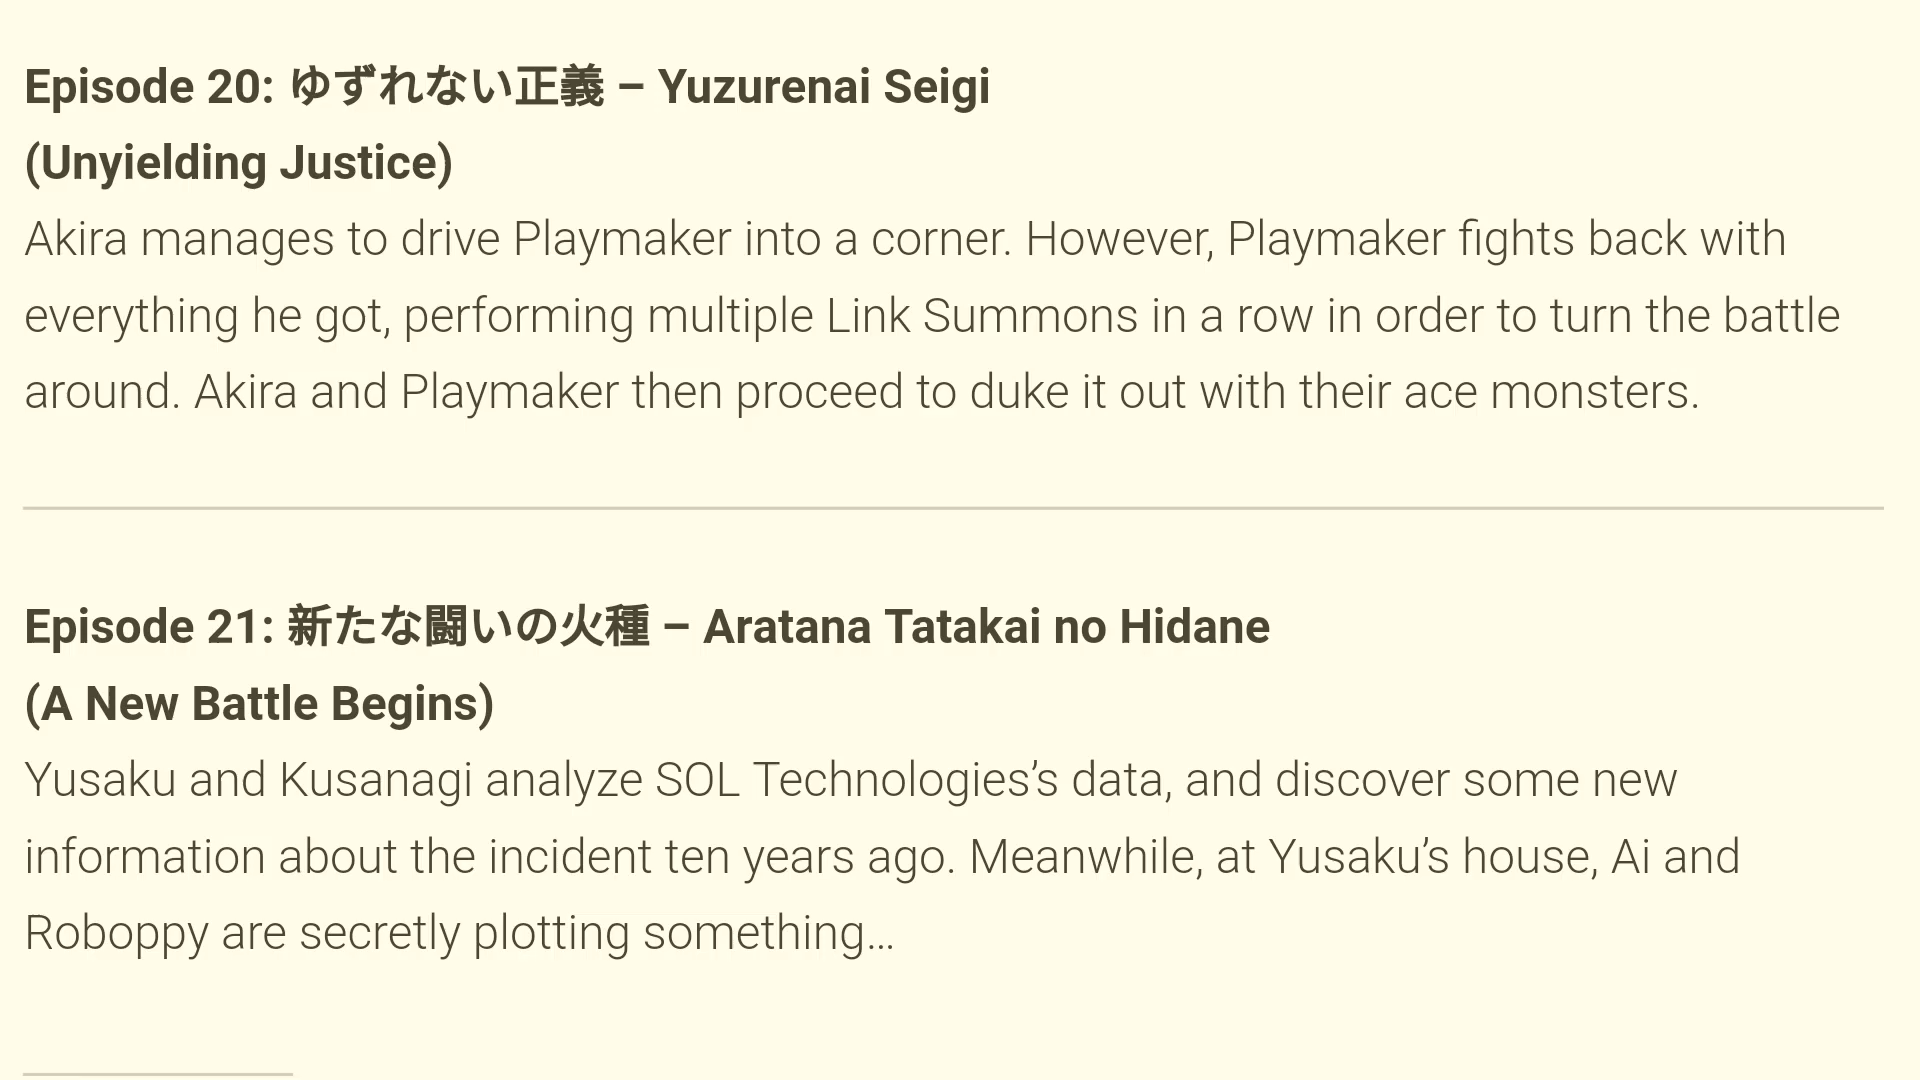 Episode 20: ゆずれない正義 – Yuzurenai Seigi
(Unyielding Justice)
Akira manages to drive Playmaker into a corner. However, Playmaker fights back with
everything he got, performing multiple Link Summons in a row in order to turn the battle
around. Akira and Playmaker then proceed to duke it out with their ace monsters.
Episode 21: 新たな闘いの火種 – Aratana Tatakai no Hidane
(A New Battle Begins)
Yusaku and Kusanagi analyze SOL Technologies’s data, and discover some new
information about the incident ten years ago. Meanwhile, at Yusaku’s house, Ai and
Roboppy are secretly plotting something…